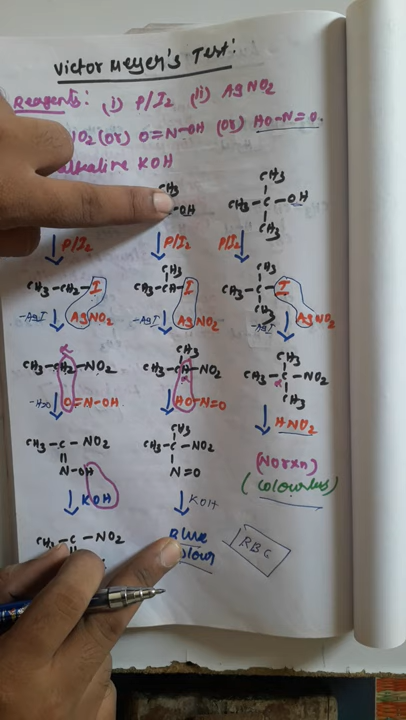 Victor Meyer's Test:
Reagents: (i) P/I2 (ii) AgNO2
NO2 (or) O=N-OH (or) HO-N=O.
alkaline KOH
CH3
CH3 OH CH3-C-OH
CH3
P/I2 P/I2 P/I2
CH3 CH3
CH3-CH2-I CH3-CH-I CH3-C-I
CH3
-AgI AgNO2 -AgI AgNO2 -AgI AgNO2
α CH3 CH3
CH3-CH2-NO2 CH3-CH-NO2 CH3-C-NO2
α α
CH3
-H2O O=N-OH HO-N=O HNO2
CH3
CH3-C-NO2 CH3-C-NO2 (No rxn)
N-OH N=O (colourless)
KOH KOH
CH3-C-NO2 Blue RBC
colour